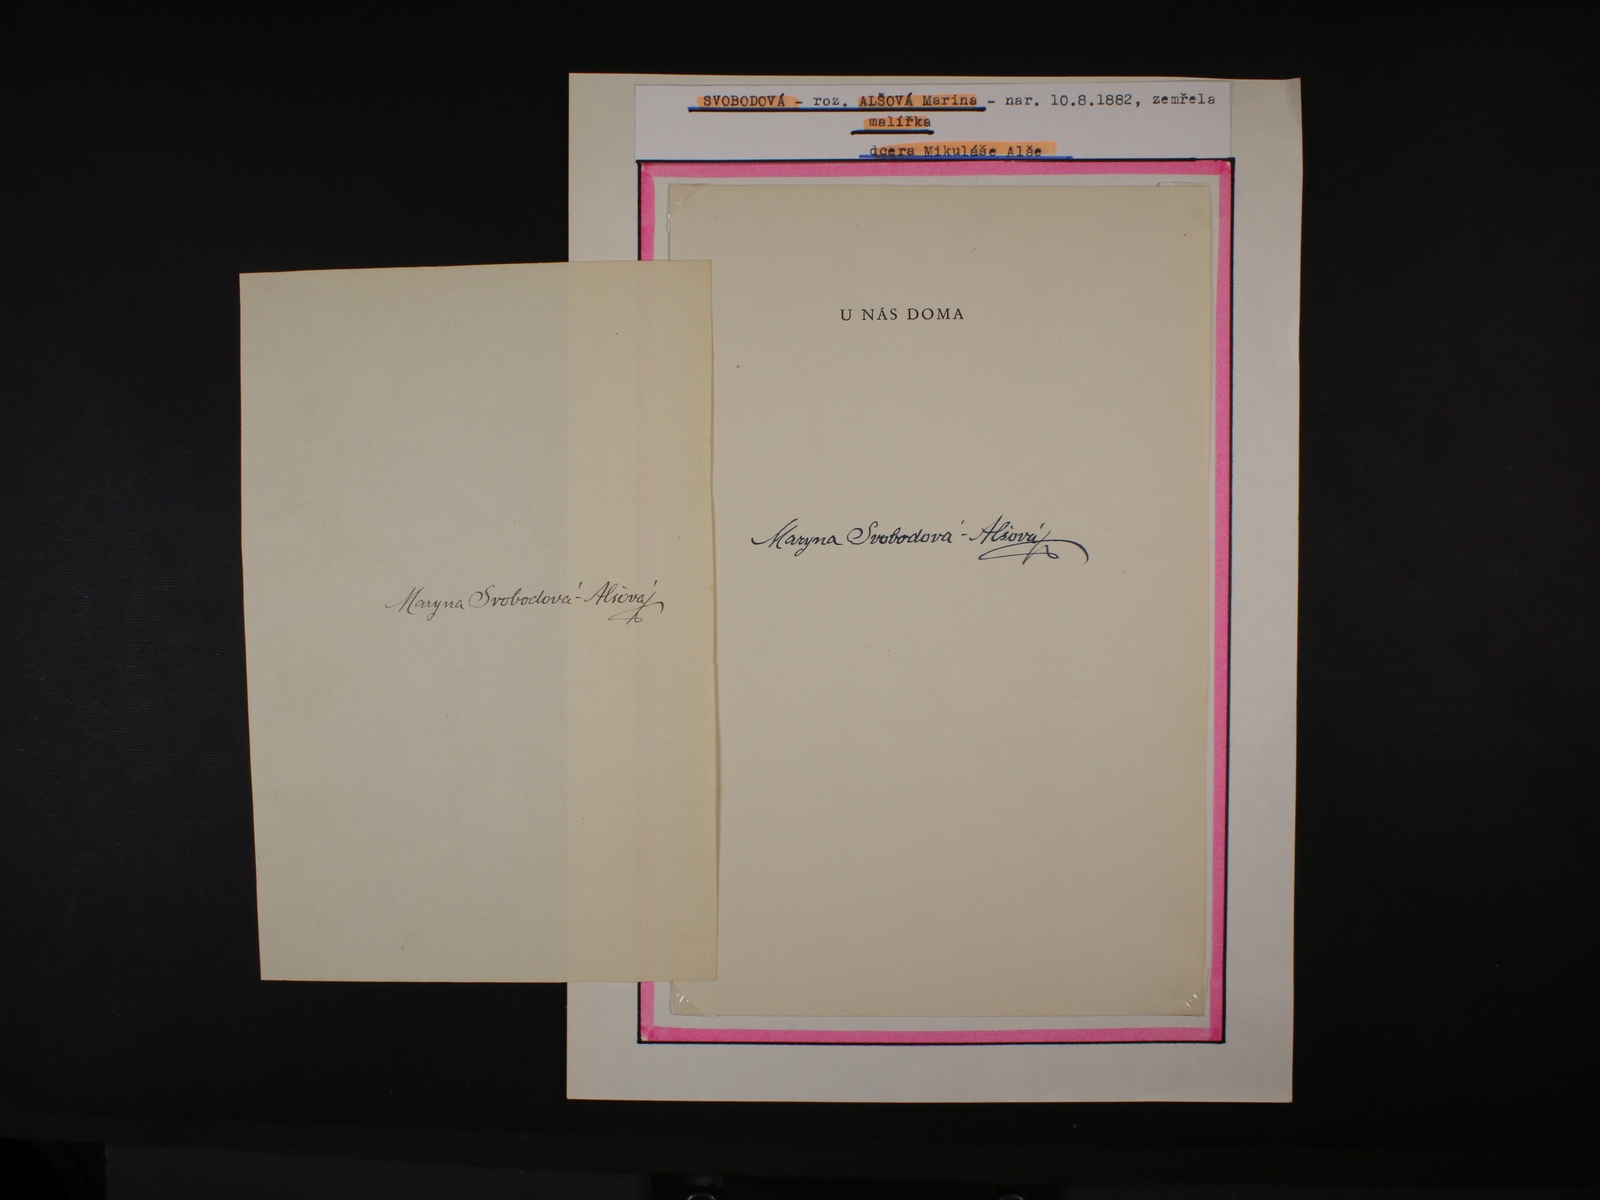 SVOBODOVÁ - roz. ALŠOVÁ Marina - nar. 10.8.1882, zemřela
malířka
dcera Mikuláše Alše
U NÁS DOMA
Maryna Svobodová-Alšová
Maryna Svobodová-Alšová